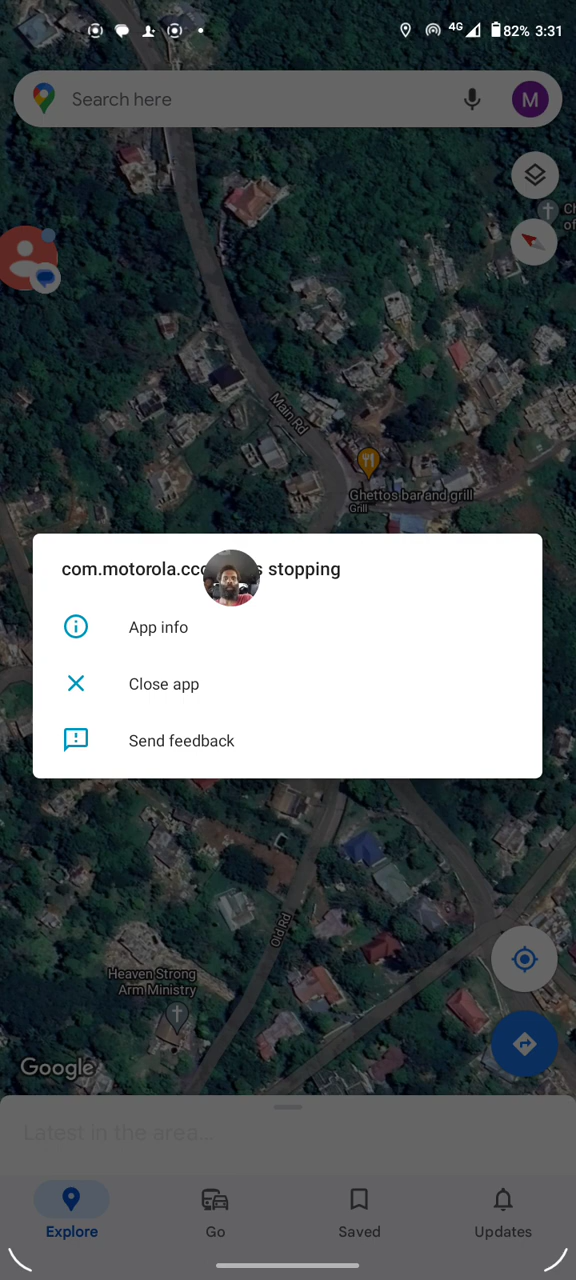 4G 82% 3:31
Search here
M
Main Rd
Ghettos bar and grill
Grill
com.motorola. stopping
App info
Close app
Send feedback
Old Rd
Heaven Strong
Arm Ministry
Google
Latest in the area...
Explore Go Saved Updates